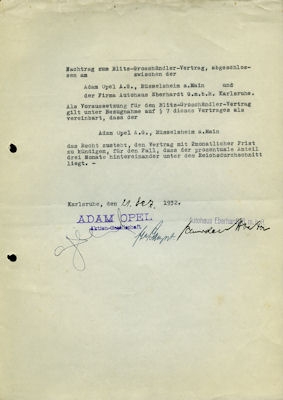 Nachtrag zum Blitz-Grosshändler-Vertrag, abgeschlos-
sen am zwischen der
Adam Opel A.G., Rüsselsheim a.Main und
der Firma Autohaus Eberhardt G.m.b.H. Karlsruhe.
Als Voraussetzung für den Blitz-Grosshändler-Vertrag
gilt unter Bezugnahme auf § 7 dieses Vertrages als
vereinbart, dass der
Adam Opel A.G., Rüsselsheim a.Main
das Recht zusteht, den Vertrag mit 2monatlicher Frist
zu kündigen, für den Fall, dass der prozentuale Anteil
drei Monate hintereinander unter dem Reichsdurchschnitt
liegt. -
Karlsruhe, den 1932.
ADAM OPEL
Aktien-Gesellschaft
Autohaus Eberhardt